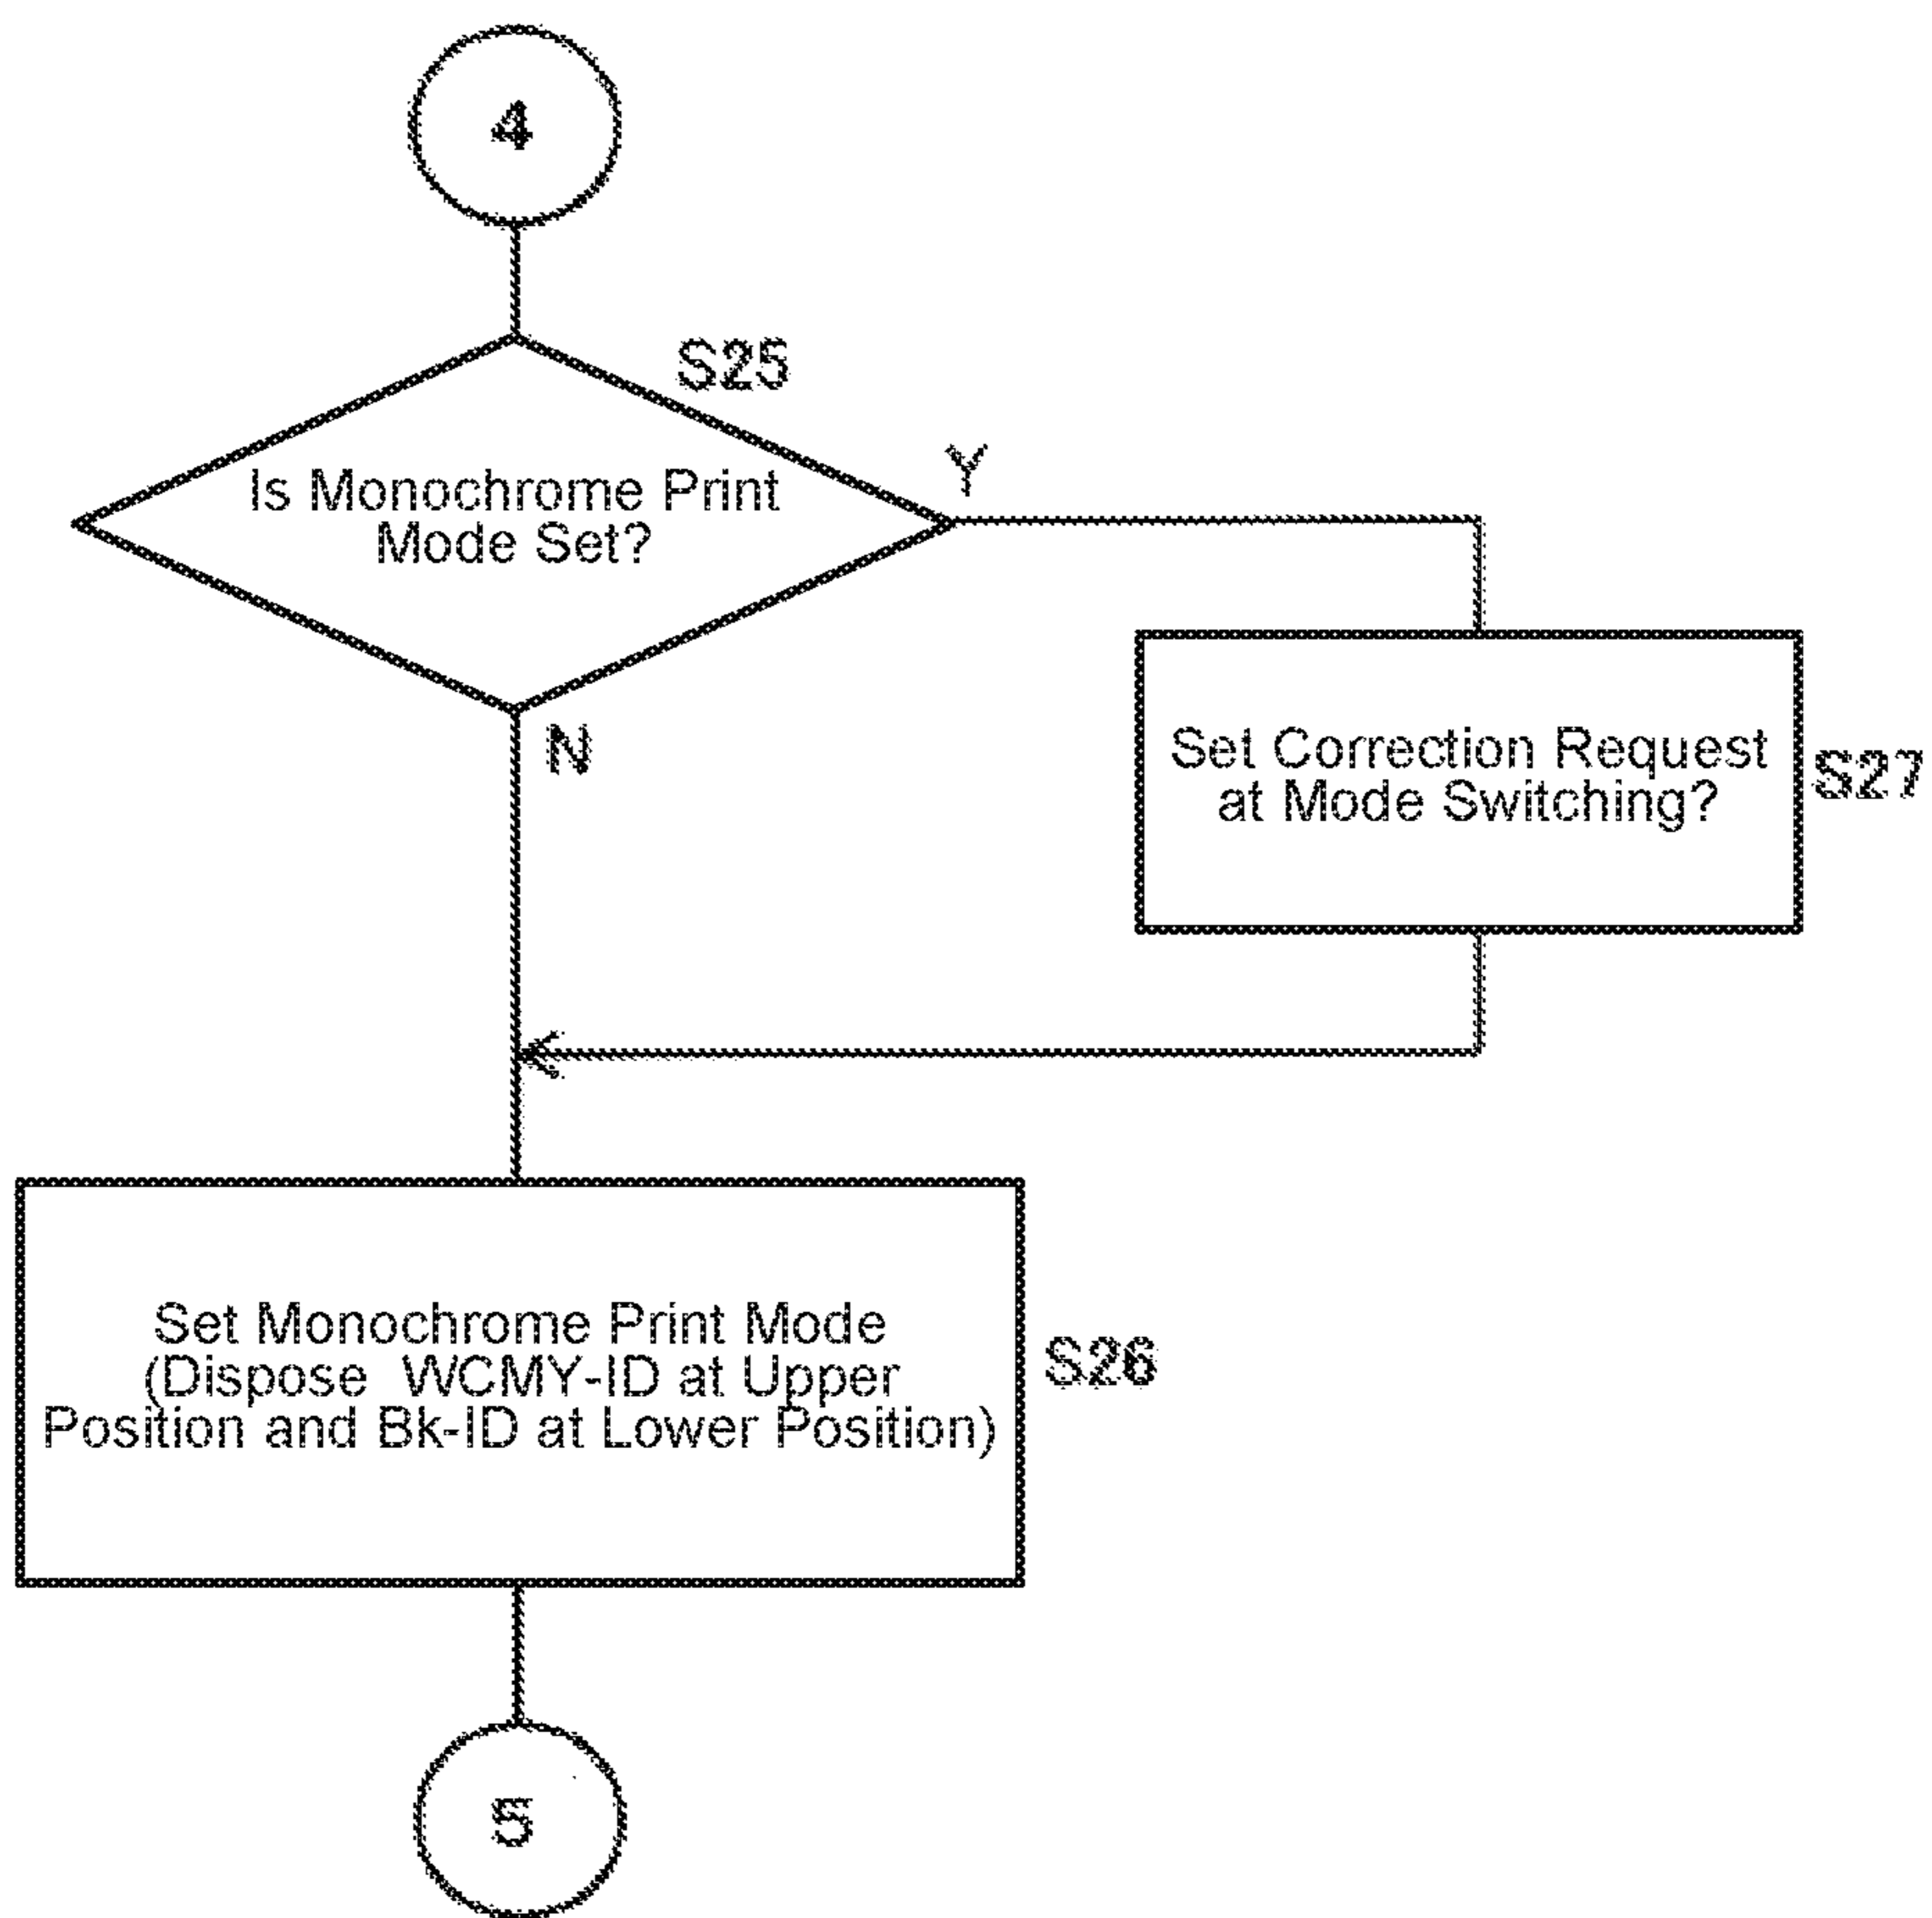 4
S25
Is Monochrome Print
Mode Set?
Y
N
Set Correction Request
at Mode Switching?
S27
Set Monochrome Print Mode
(Dispose WCMY-ID at Upper
Position and Bk-ID at Lower Position)
S26
5